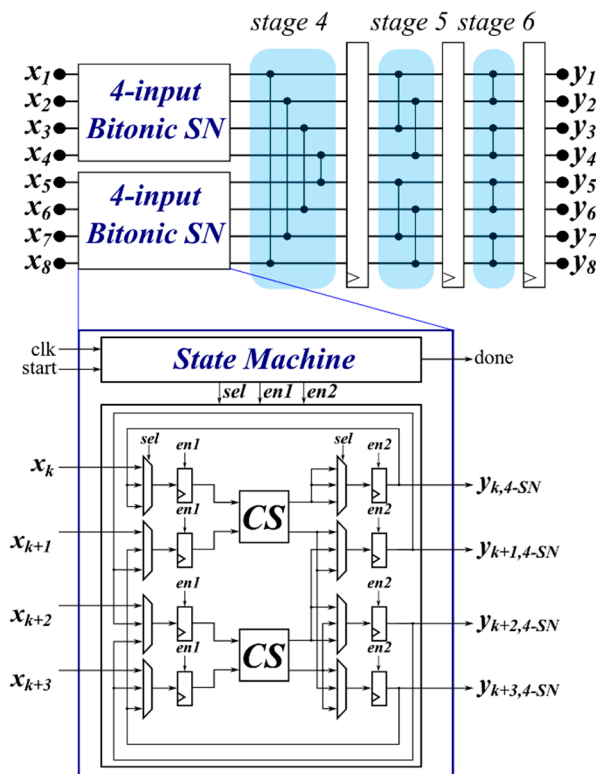 stage 4 stage 5 stage 6
x1 y1
x2 4-input y2
x3 Bitonic SN y3
x4 y4
x5 4-input y5
x6 Bitonic SN y6
x7 y7
x8 y8
clk State Machine done
start
sel en1 en2
sel en1 sel en2
xk yk,4-SN
en1 CS en2
xk+1 yk+1,4-SN
en1 en2
xk+2 yk+2,4-SN
en1 CS en2
xk+3 yk+3,4-SN